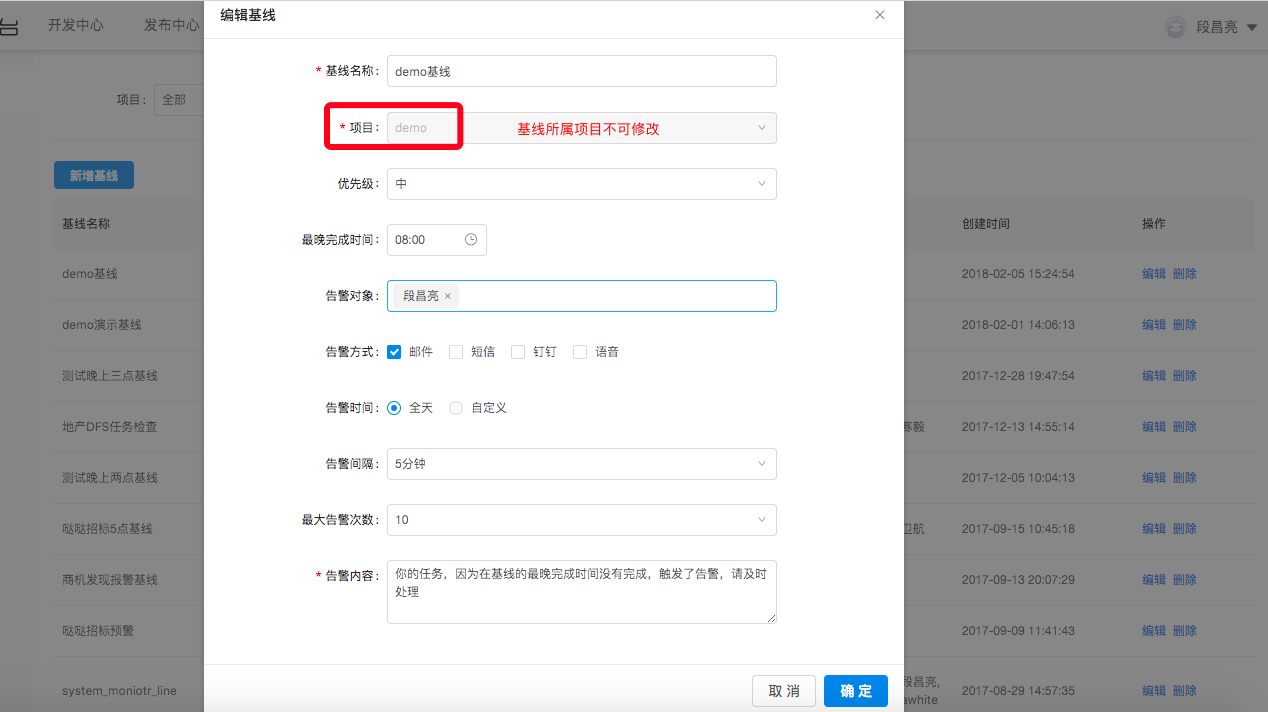 开发中心 发布中心
段昌亮
项目： 全部
新增基线
基线名称 创建时间 操作
demo基线 2018-02-05 15:24:54 编辑 删除
demo演示基线 2018-02-01 14:06:13 编辑 删除
测试晚上三点基线 2017-12-28 19:47:54 编辑 删除
地产DFS任务检查 寒毅 2017-12-13 14:55:14 编辑 删除
测试晚上两点基线 2017-12-05 10:04:13 编辑 删除
哒哒招标5点基线 卫航 2017-09-15 10:45:18 编辑 删除
商机发现报警基线 2017-09-13 20:07:29 编辑 删除
哒哒招标预警 2017-09-09 11:41:43 编辑 删除
system_moniotr_line 段昌亮, 2017-08-29 14:57:35 编辑 删除
awhite
编辑基线
* 基线名称： demo基线
* 项目： demo 基线所属项目不可修改
优先级： 中
最晚完成时间： 08:00
告警对象： 段昌亮 ×
告警方式： 邮件 短信 钉钉 语音
告警时间： 全天 自定义
告警间隔： 5分钟
最大告警次数： 10
* 告警内容： 你的任务，因为在基线的最晚完成时间没有完成，触发了告警，请及时
处理
取 消 确 定